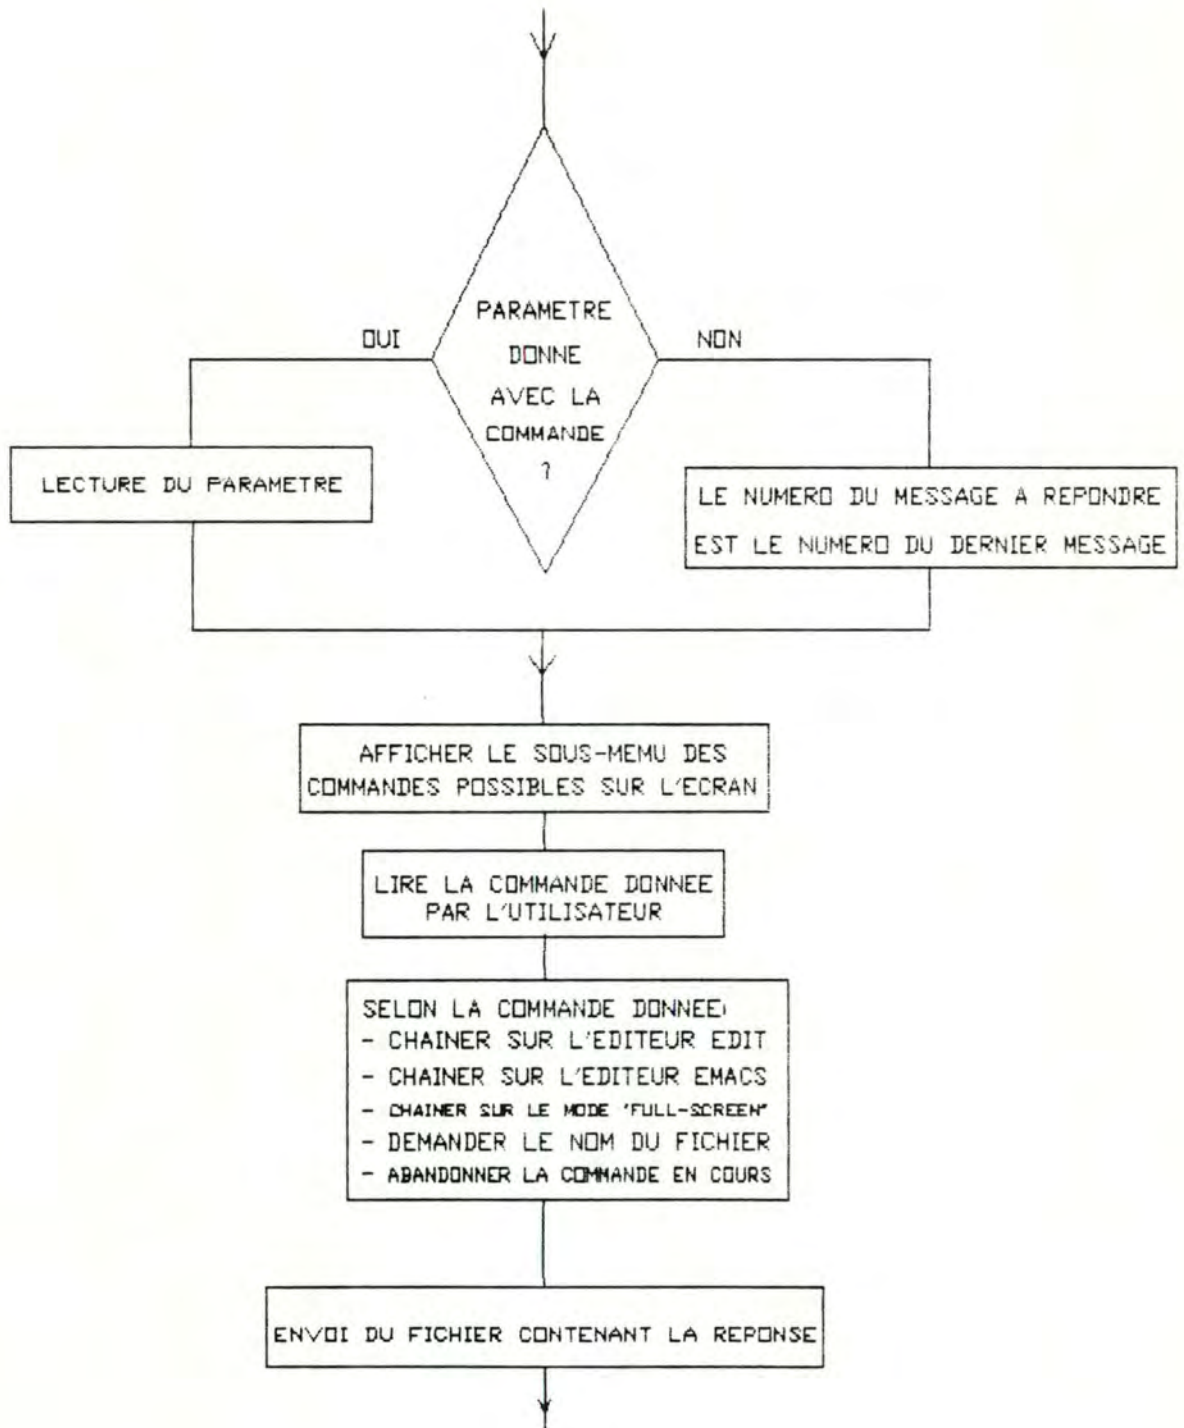 PARAMETRE
OUI
NON
DONNE
AVEC LA
COMMANDE
?
LECTURE DU PARAMETRE
LE NUMERO DU MESSAGE A REPONDRE
EST LE NUMERO DU DERNIER MESSAGE
AFFICHER LE SOUS-MEMU DES
COMMANDES POSSIBLES SUR L'ECRAN
LIRE LA COMMANDE DONNEE
PAR L'UTILISATEUR
SELON LA COMMANDE DONNEE:
- CHAINER SUR L'EDITEUR EDIT
- CHAINER SUR L'EDITEUR EMACS
- CHAINER SUR LE MODE "FULL-SCREEN"
- DEMANDER LE NOM DU FICHIER
- ABANDONNER LA COMMANDE EN COURS
ENVOI DU FICHIER CONTENANT LA REPONSE